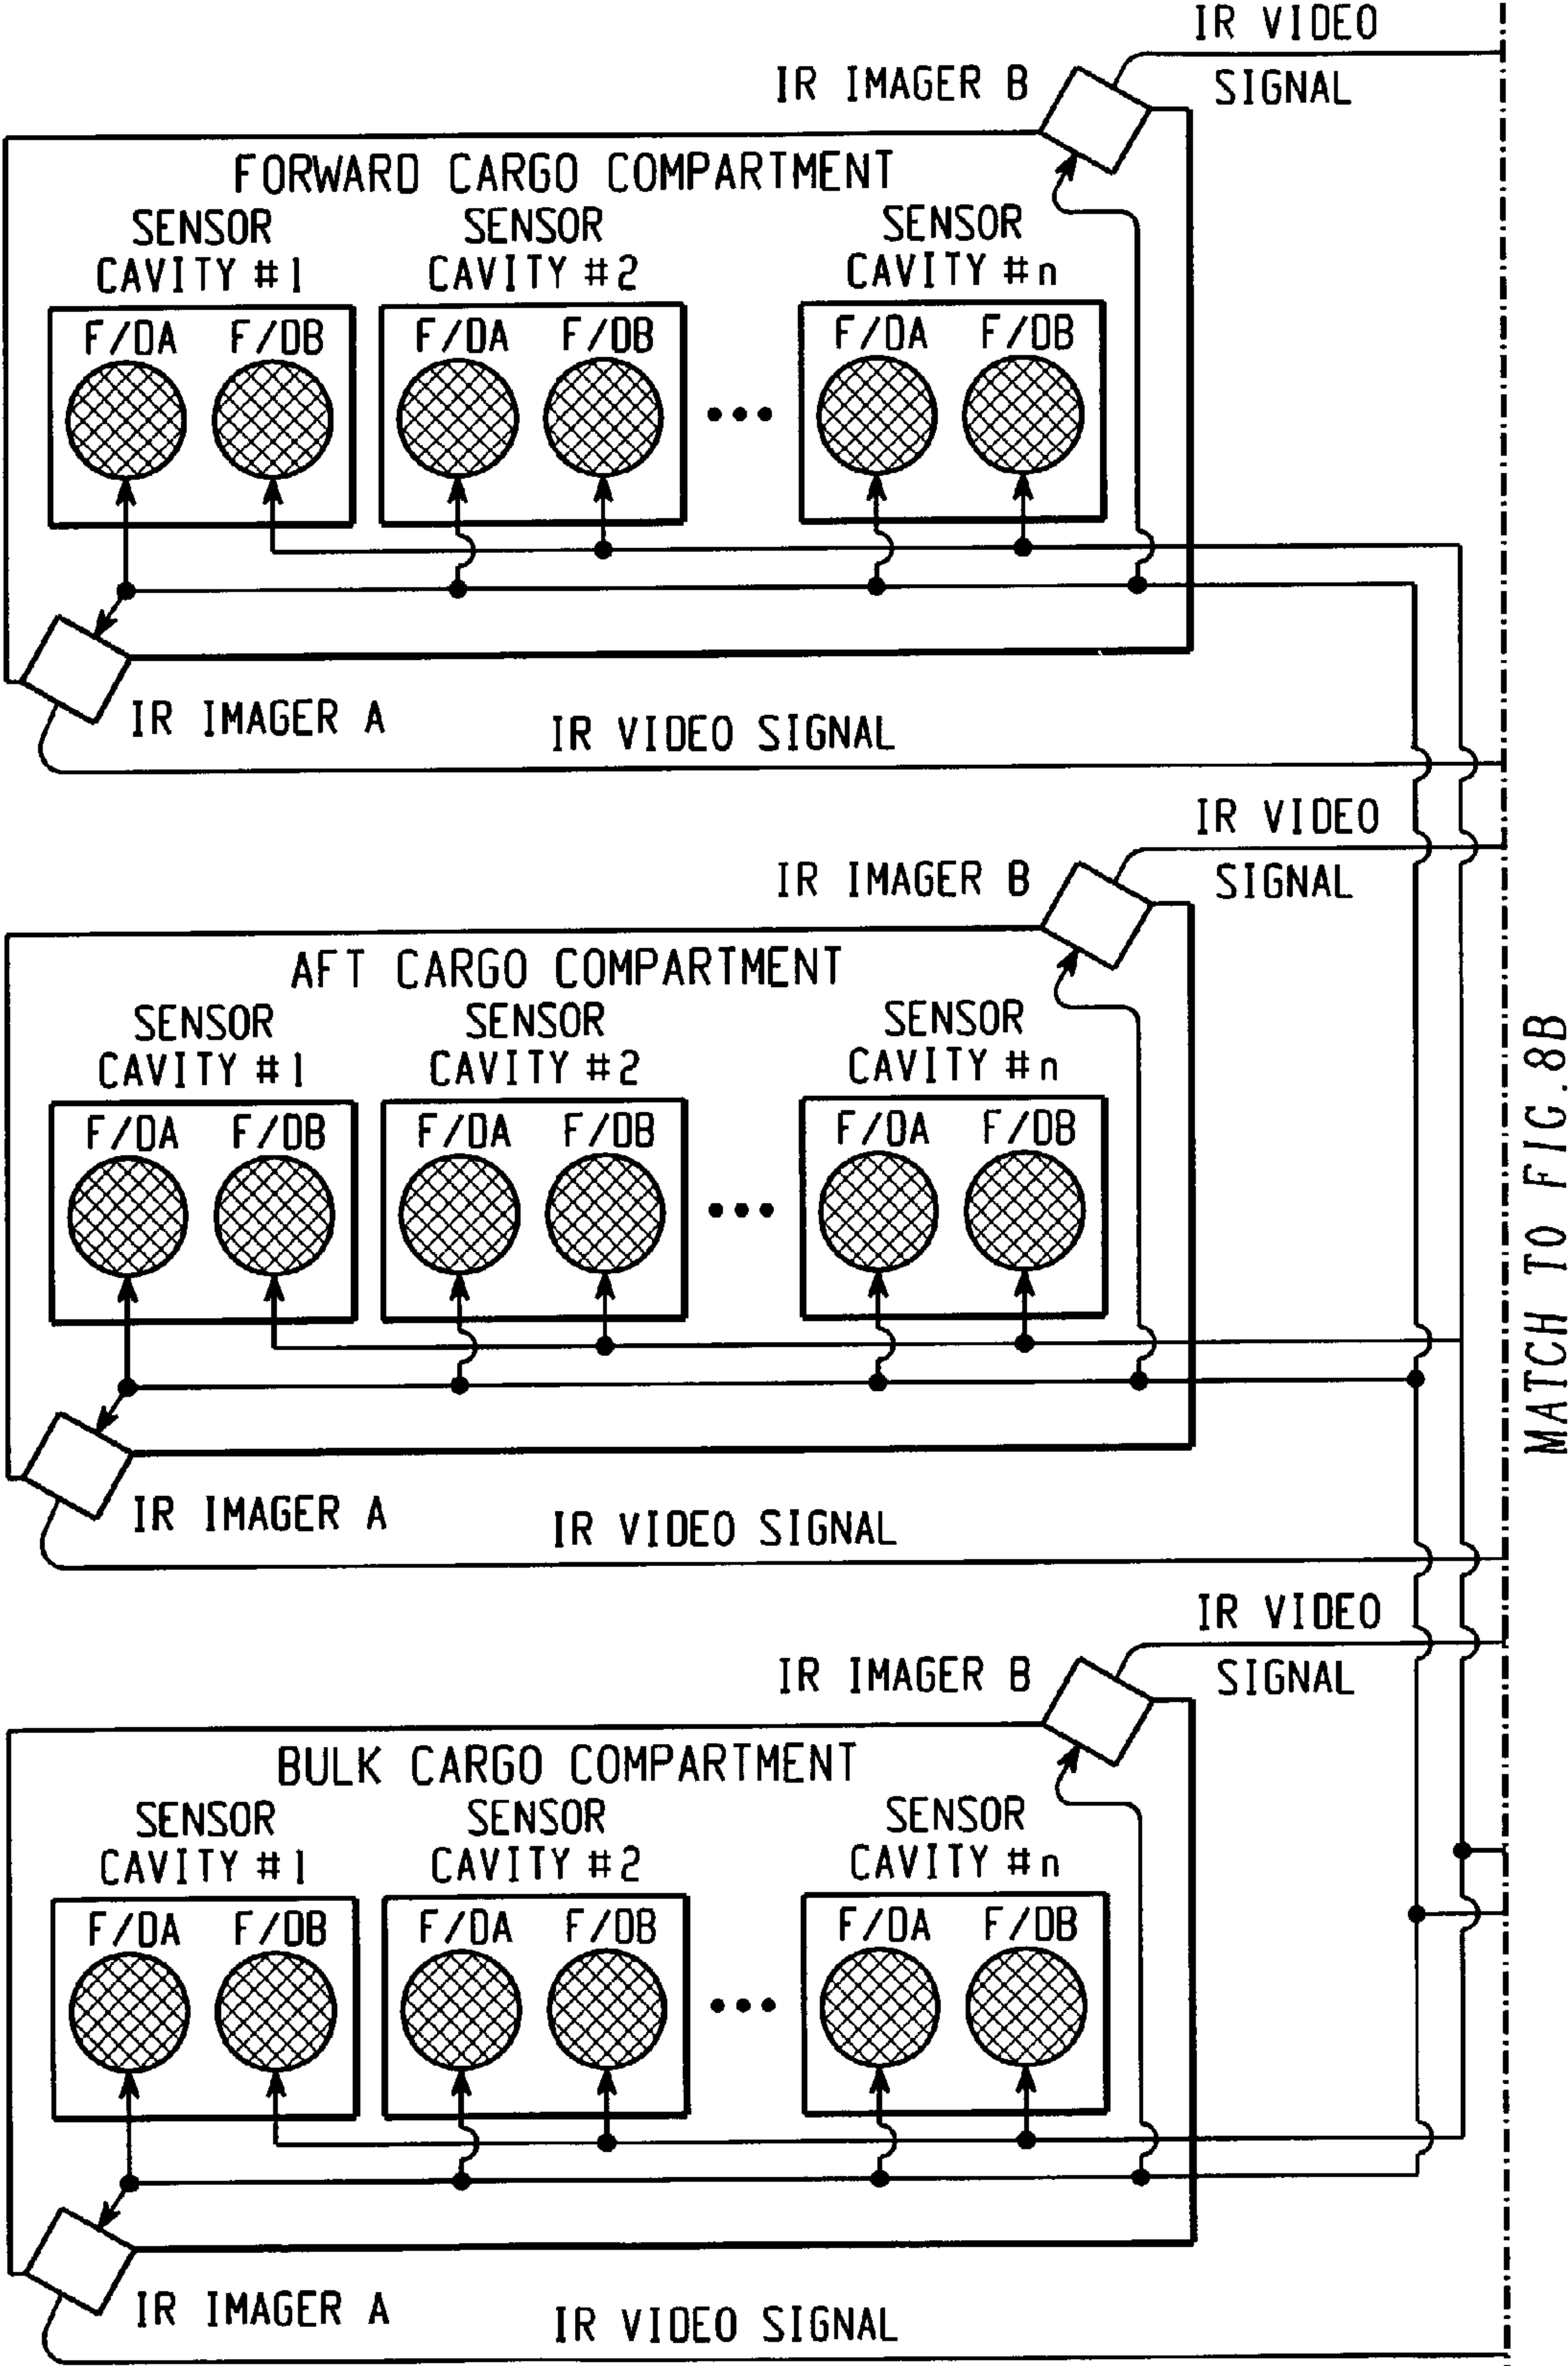 IR VIDEO
SIGNAL
IR IMAGER B
FORWARD CARGO COMPARTMENT
SENSOR
CAVITY #1
SENSOR
CAVITY #2
SENSOR
CAVITY #n
F/DA F/DB
F/DA F/DB
F/DA F/DB
IR IMAGER A
IR VIDEO SIGNAL
IR VIDEO
SIGNAL
IR IMAGER B
AFT CARGO COMPARTMENT
SENSOR
CAVITY #1
SENSOR
CAVITY #2
SENSOR
CAVITY #n
F/DA F/DB
F/DA F/DB
F/DA F/DB
IR IMAGER A
IR VIDEO SIGNAL
IR VIDEO
SIGNAL
IR IMAGER B
BULK CARGO COMPARTMENT
SENSOR
CAVITY #1
SENSOR
CAVITY #2
SENSOR
CAVITY #n
F/DA F/DB
F/DA F/DB
F/DA F/DB
IR IMAGER A
IR VIDEO SIGNAL
MATCH TO FIG.8B